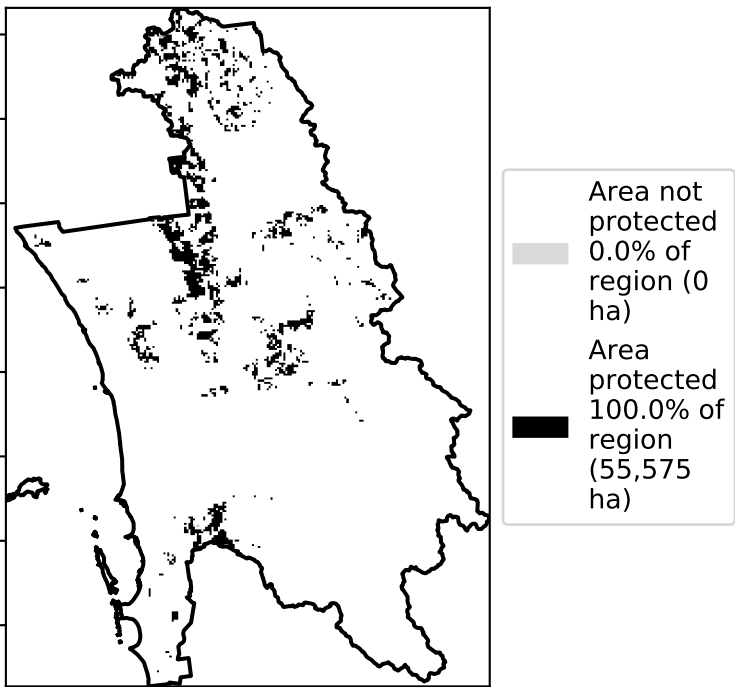 Area not
protected
0.0% of
region (0
ha)
Area
protected
100.0% of
region
(55,575
ha)